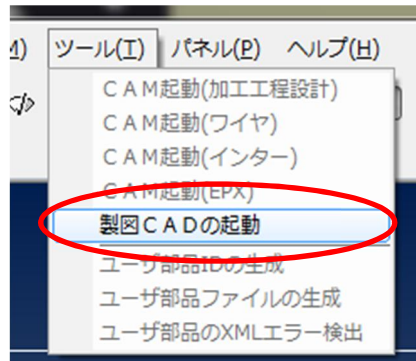 M) ツール(T) パネル(P) ヘルプ(H)
ＣＡＭ起動(加工工程設計)
ＣＡＭ起動(ワイヤ)
ＣＡＭ起動(インター)
ＣＡＭ起動(EPX)
製図ＣＡＤの起動
ユーザ部品IDの生成
ユーザ部品ファイルの生成
ユーザ部品のXMLエラー検出